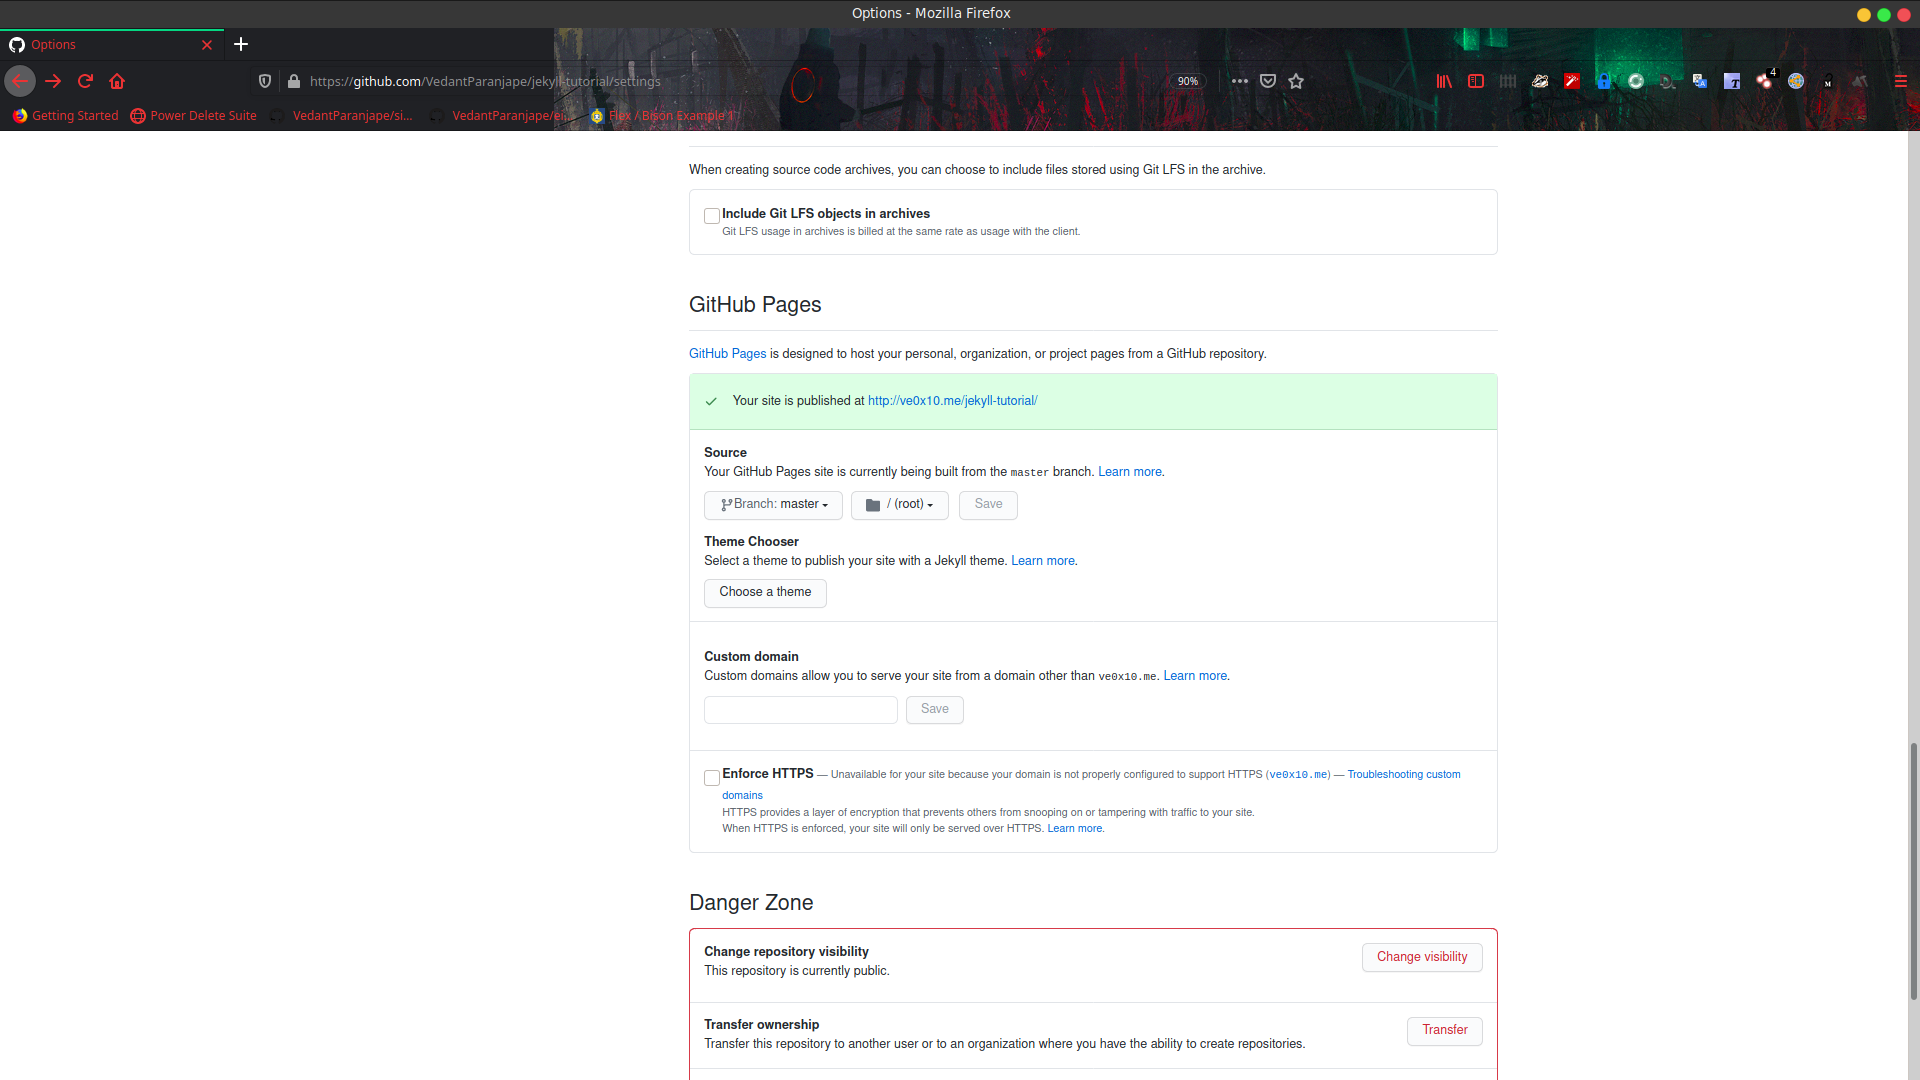 Options - Mozilla Firefox
Options
https://github.com/VedantParanjape/jekyll-tutorial/settings
90%
4
Getting Started
Power Delete Suite
VedantParanjape/si...
VedantParanjape/ei...
Flex / Bison Example 1
When creating source code archives, you can choose to include files stored using Git LFS in the archive.
Include Git LFS objects in archives
Git LFS usage in archives is billed at the same rate as usage with the client.
GitHub Pages
GitHub Pages is designed to host your personal, organization, or project pages from a GitHub repository.
Your site is published at http://ve0x10.me/jekyll-tutorial/
Source
Your GitHub Pages site is currently being built from the master branch. Learn more.
Branch: master
/ (root)
Save
Theme Chooser
Select a theme to publish your site with a Jekyll theme. Learn more.
Choose a theme
Custom domain
Custom domains allow you to serve your site from a domain other than ve0x10.me. Learn more.
Save
Enforce HTTPS — Unavailable for your site because your domain is not properly configured to support HTTPS (ve0x10.me) — Troubleshooting custom
domains
HTTPS provides a layer of encryption that prevents others from snooping on or tampering with traffic to your site.
When HTTPS is enforced, your site will only be served over HTTPS. Learn more.
Danger Zone
Change repository visibility
This repository is currently public.
Change visibility
Transfer ownership
Transfer this repository to another user or to an organization where you have the ability to create repositories.
Transfer